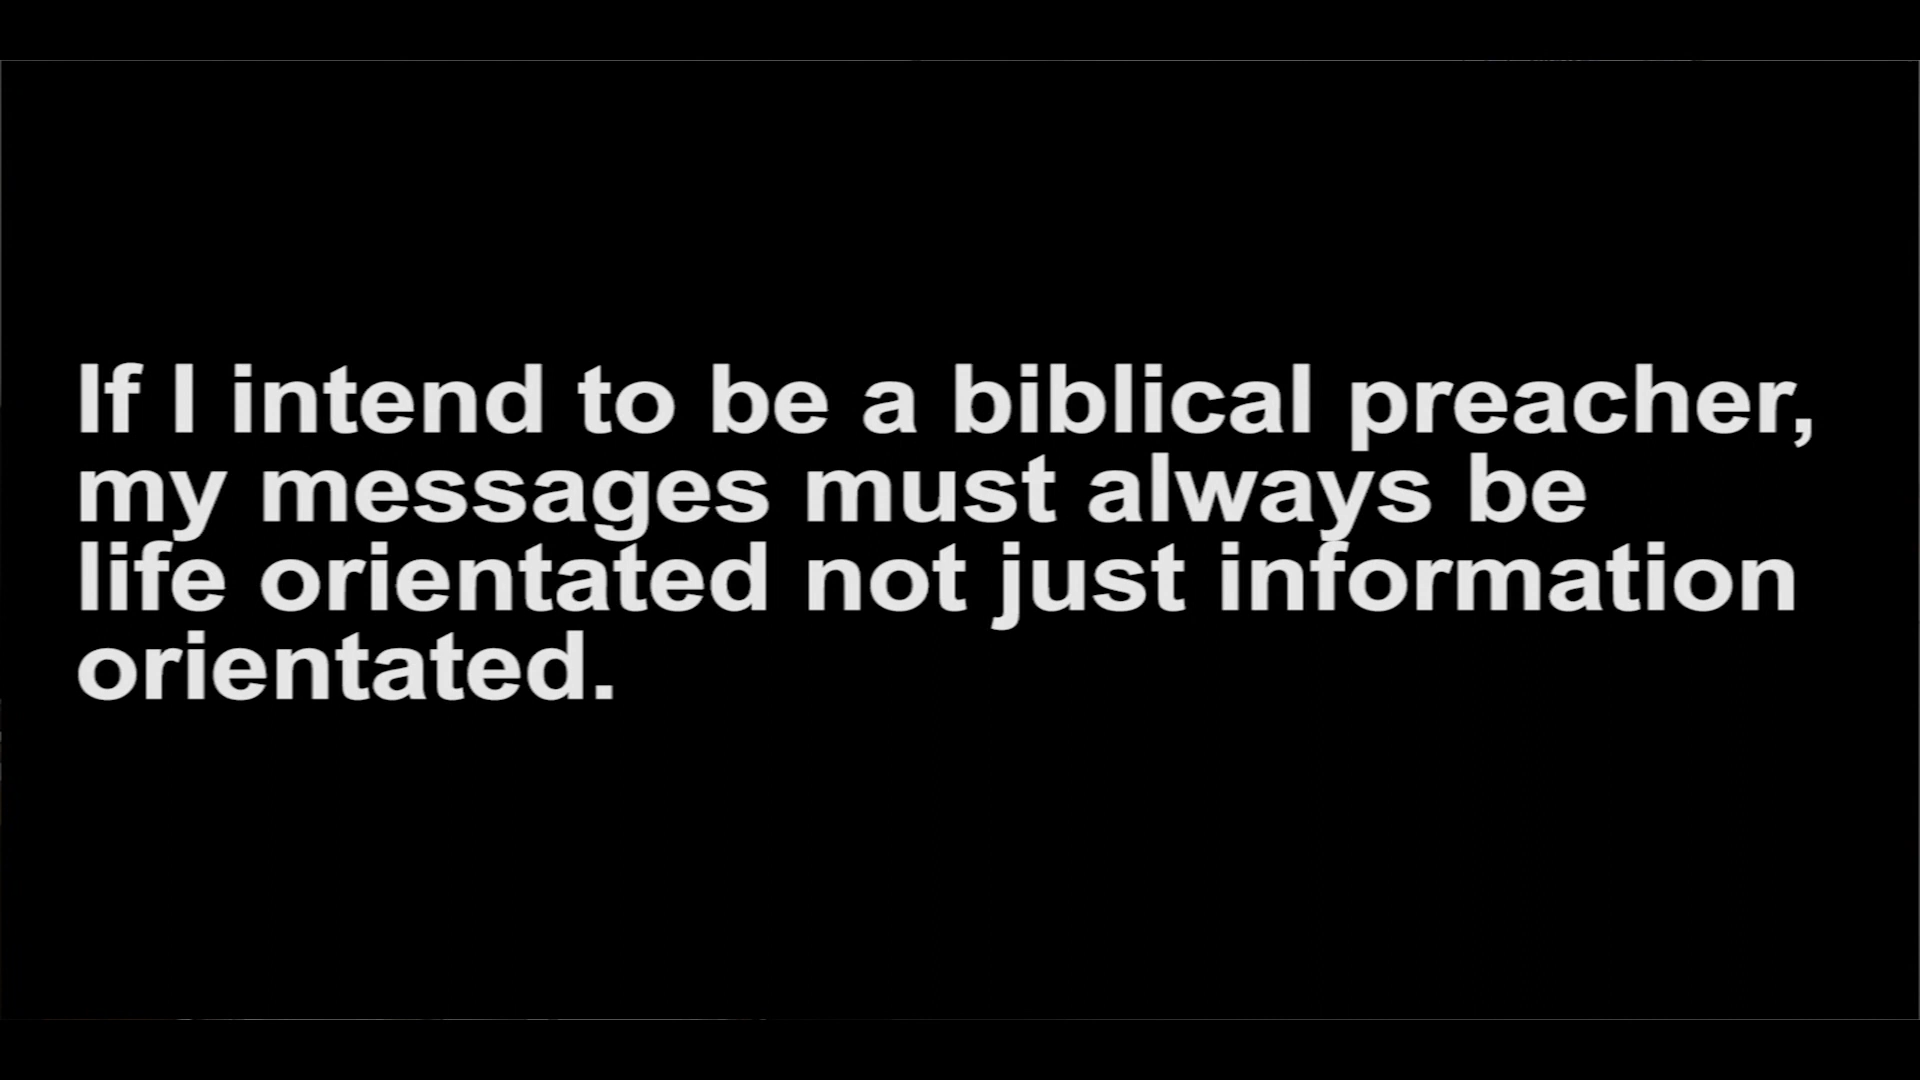 If I intend to be a biblical preacher,
my messages must always be
life orientated not just information
orientated.